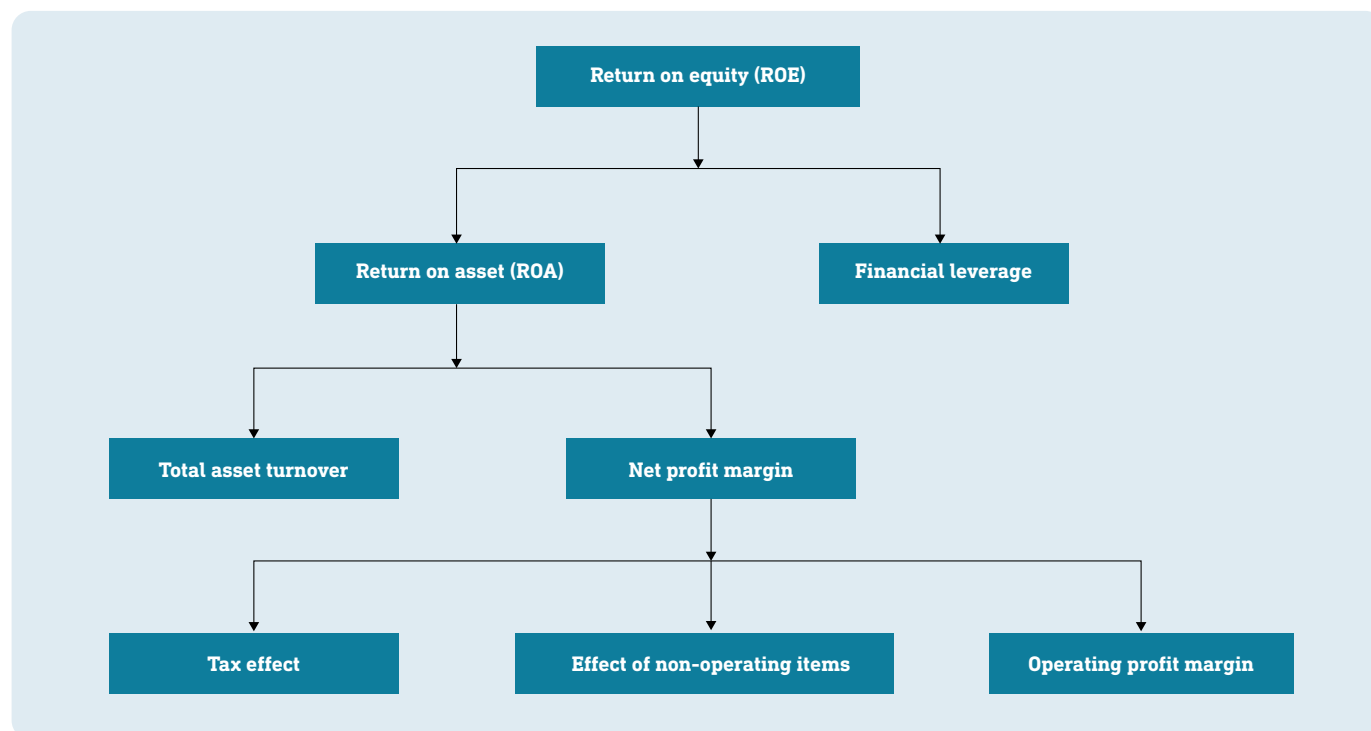 Return on equity (ROE)
Return on asset (ROA)
Financial leverage
Total asset turnover
Net profit margin
Tax effect
Effect of non-operating items
Operating profit margin